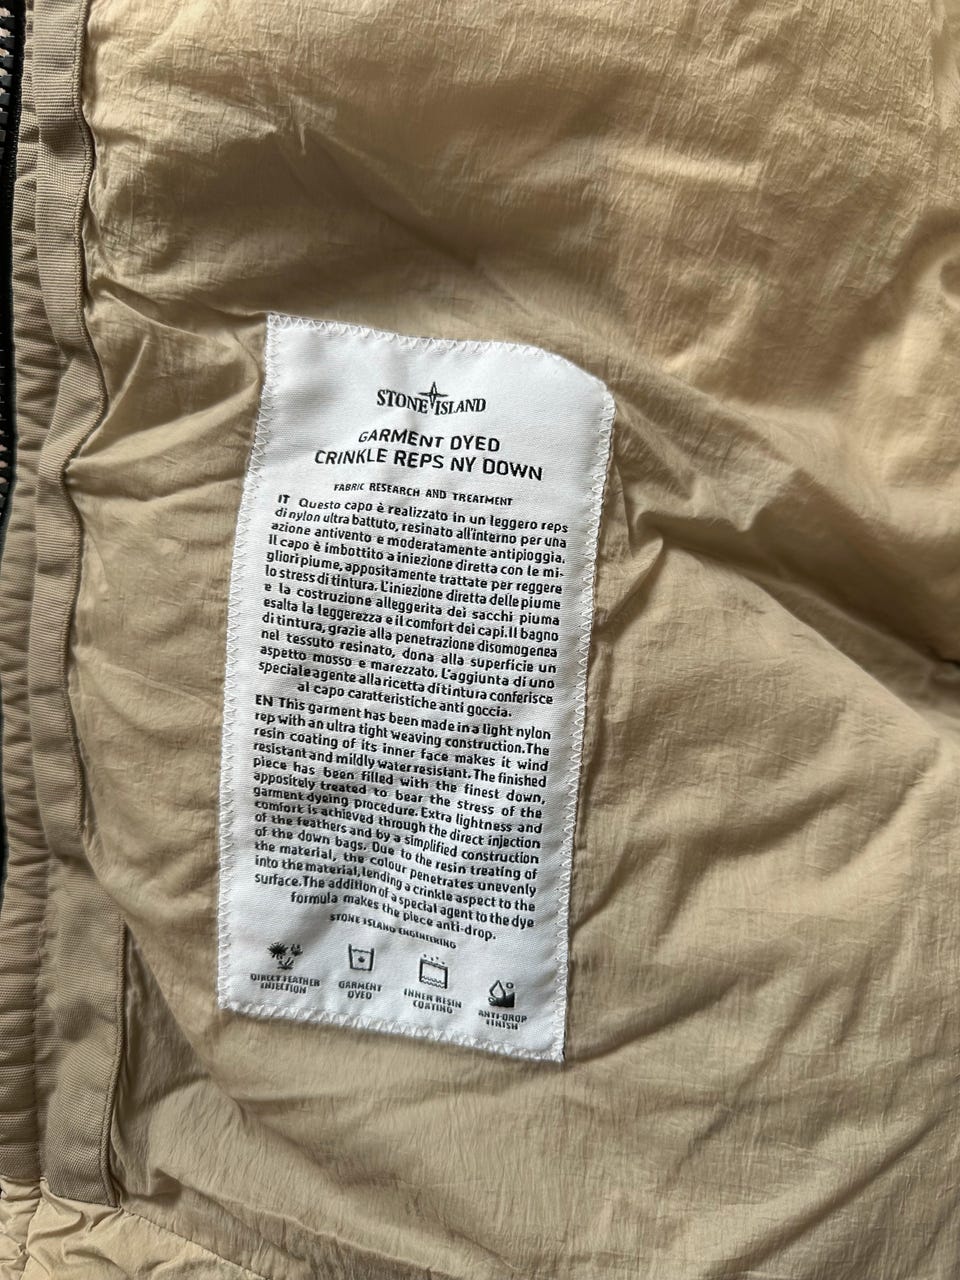 STONE ISLAND
GARMENT DYED
CRINKLE REPS NY DOWN
FABRIC RESEARCH AND TREATMENT
IT Questo capo è realizzato in un leggero reps
di nylon ultra battuto, resinato all'interno per una
azione antivento e moderatamente antipioggia.
Il capo è imbottito a iniezione diretta con le mi-
gliori piume, appositamente trattate per reggere
lo stress di tintura. L'iniezione diretta delle piume
e la costruzione alleggerita dei sacchi piuma
esalta la leggerezza e il comfort dei capi. Il bagno
di tintura, grazie alla penetrazione disomogenea
nel tessuto resinato, dona alla superficie un
aspetto mosso e marezzato. L'aggiunta di uno
speciale agente alla ricetta di tintura conferisce
al capo caratteristiche anti goccia.
EN This garment has been made in a light nylon
rep with an ultra tight weaving construction. The
resin coating of its inner face makes it wind
resistant and mildly water resistant. The finished
piece has been filled with the finest down,
appositely treated to bear the stress of the
garment dyeing procedure. Extra lightness and
comfort is achieved through the direct injection
of the feathers and by a simplified construction
of the down bags. Due to the resin treating of
the material, the colour penetrates unevenly
into the material, lending a crinkle aspect to the
surface. The addition of a special agent to the dye
formula makes the piece anti-drop.
STONE ISLAND ENGINEERING
DIRECT FEATHER
INJECTION
GARMENT
DYED
INNER RESIN
COATING
ANTI-DROP
FINISH